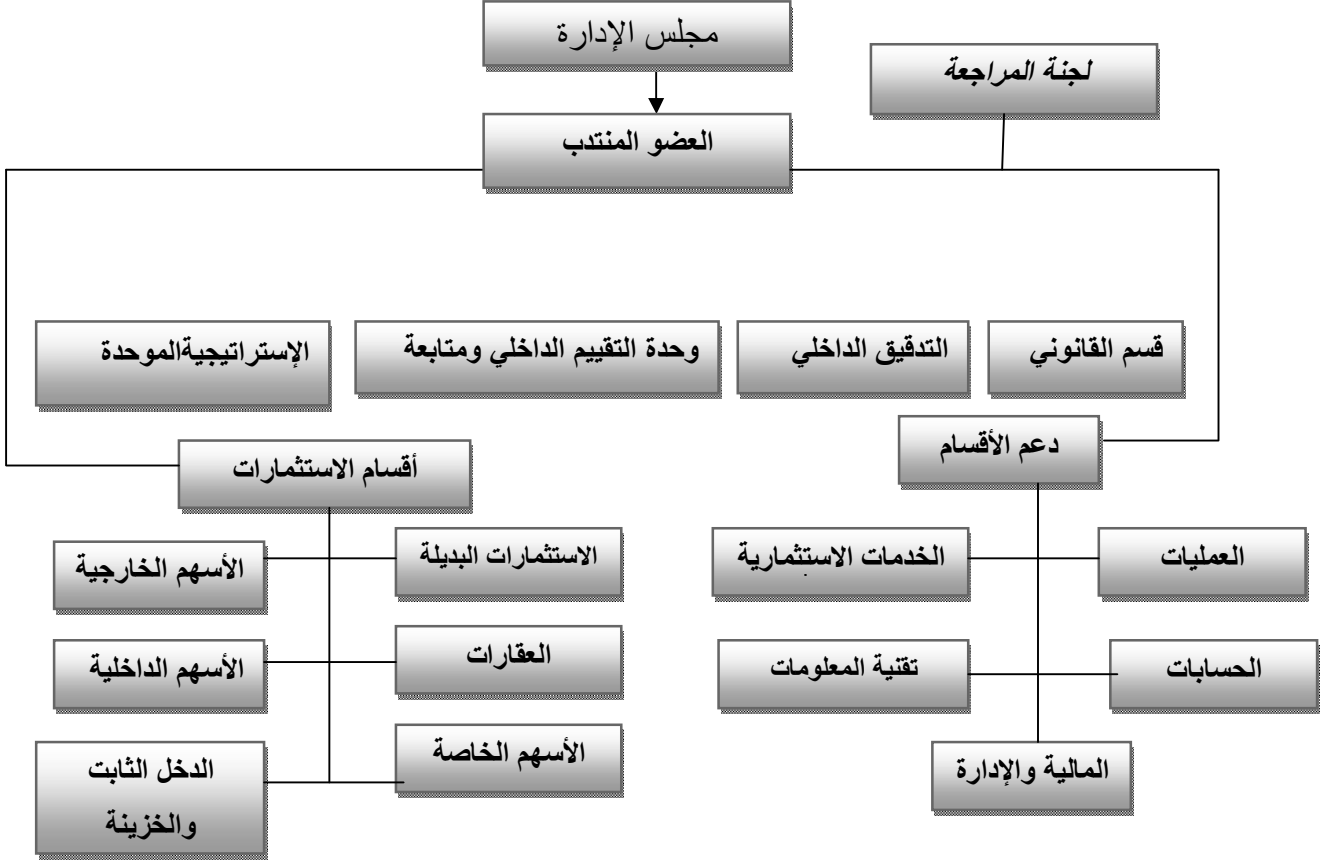 مجلس الإدارة
لجنة المراجعة
العضو المنتدب
قسم القانوني
التدقيق الداخلي
وحدة التقييم الداخلي ومتابعة
الإستراتيجيةالموحدة
دعم الأقسام
أقسام الاستثمارات
العمليات
الخدمات الاستثمارية
الاستثمارات البديلة
الأسهم الخارجية
الحسابات
تقنية المعلومات
العقارات
الأسهم الداخلية
المالية والإدارة
الأسهم الخاصة
الدخل الثابت
والخزينة